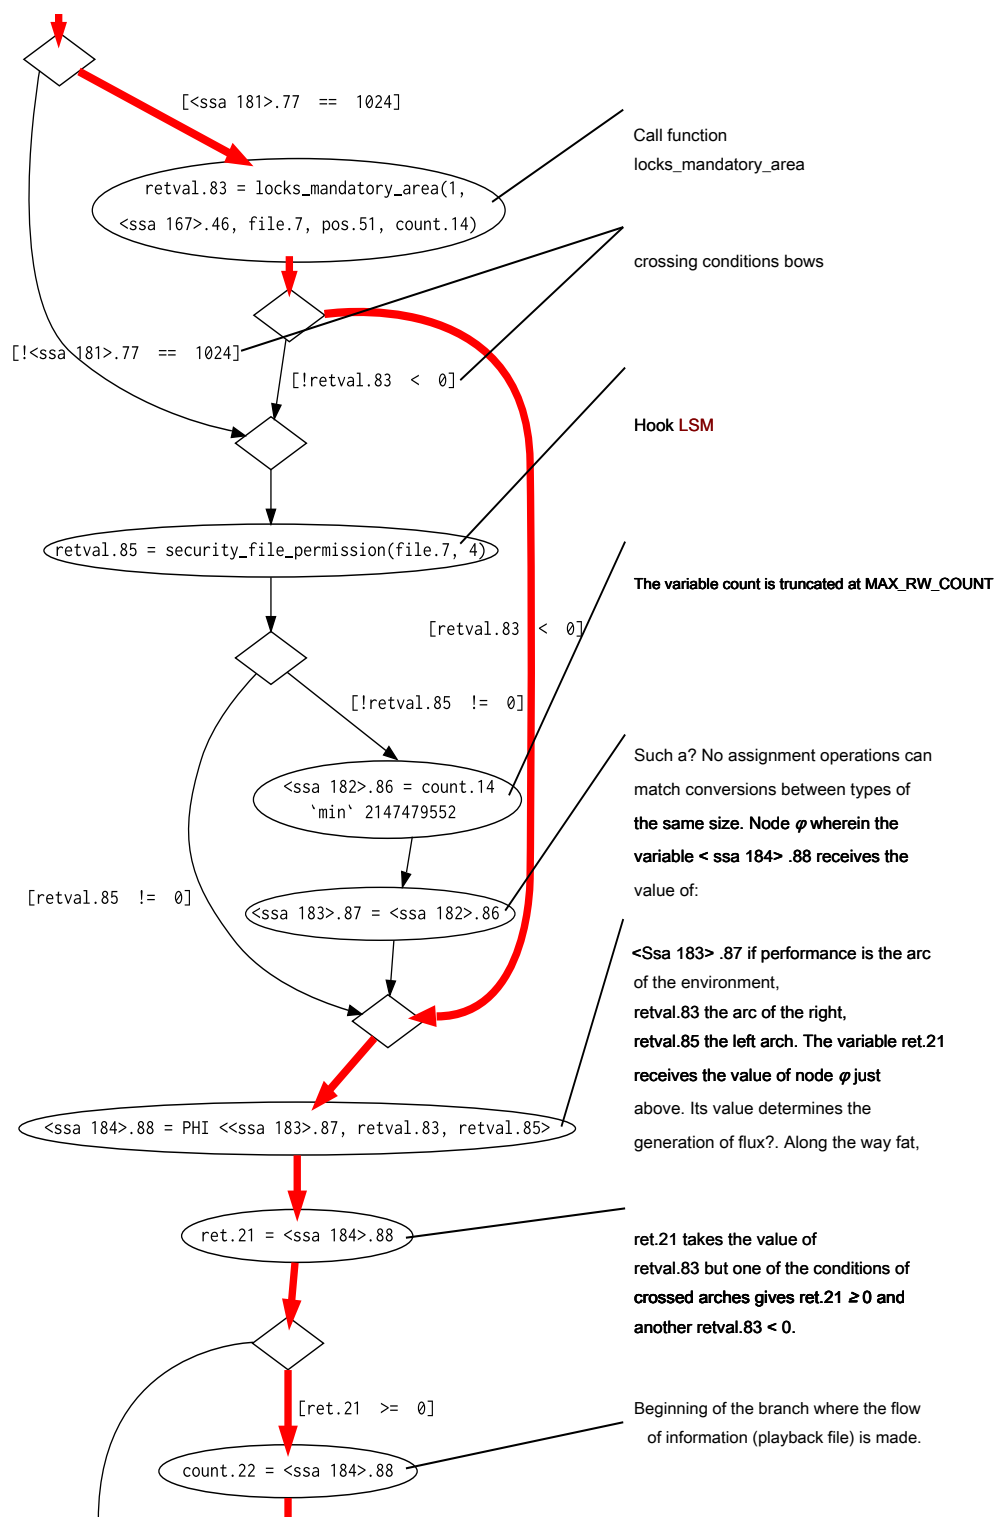 [<ssa 181>.77 == 1024]
Call function
locks_mandatory_area
retval.83 = locks_mandatory_area(1,
<ssa 167>.46, file.7, pos.51, count.14)
crossing conditions bows
[!<ssa 181>.77 == 1024]
[!retval.83 < 0]
Hook LSM
retval.85 = security_file_permission(file.7, 4)
The variable count is truncated at MAX_RW_COUNT
[retval.83 < 0]
[!retval.85 != 0]
<ssa 182>.86 = count.14
`min` 2147479552
Such a? No assignment operations can
match conversions between types of
the same size. Node φ wherein the
variable < ssa 184> .88 receives the
value of:
[retval.85 != 0]
<ssa 183>.87 = <ssa 182>.86
<Ssa 183> .87 if performance is the arc
of the environment,
retval.83 the arc of the right,
retval.85 the left arch. The variable ret.21
receives the value of node φ just
above. Its value determines the
generation of flux?. Along the way fat,
<ssa 184>.88 = PHI <<ssa 183>.87, retval.83, retval.85>
ret.21 = <ssa 184>.88
ret.21 takes the value of
retval.83 but one of the conditions of
crossed arches gives ret.21 ≥ 0 and
another retval.83 < 0.
[ret.21 >= 0]
Beginning of the branch where the flow
of information (playback file) is made.
count.22 = <ssa 184>.88